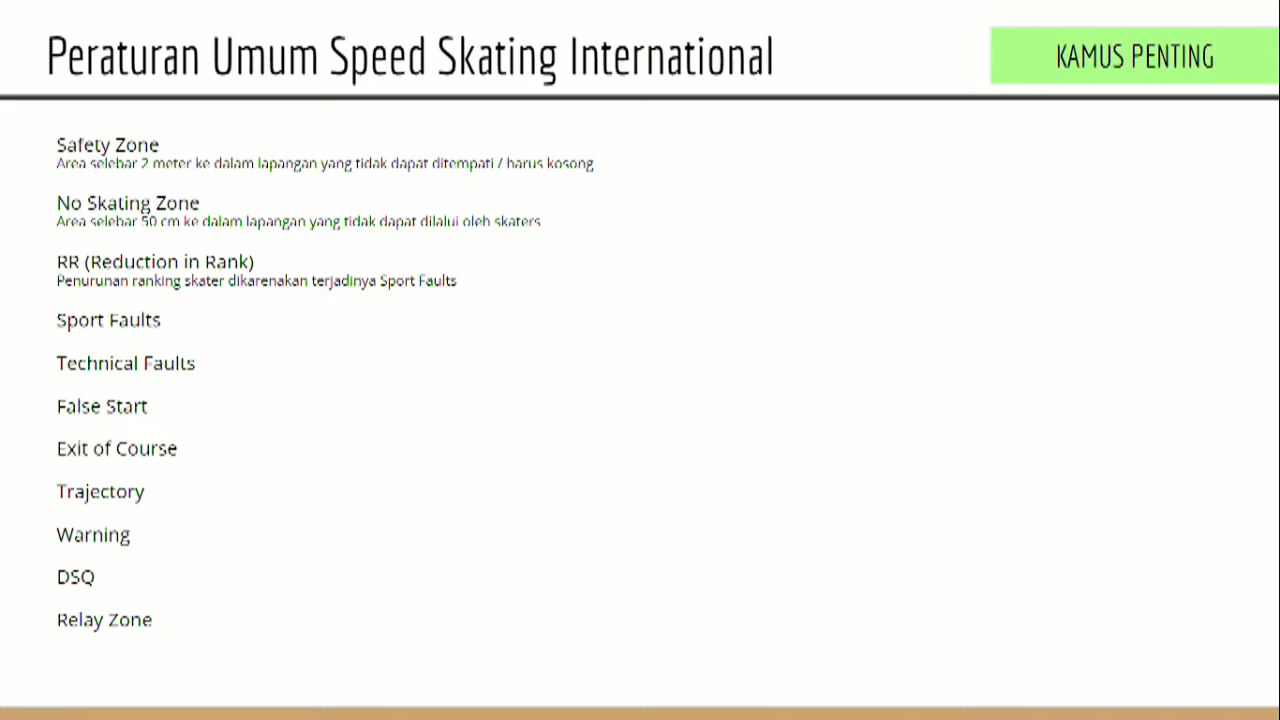 Peraturan Umum Speed Skating International
KAMUS PENTING
Safety Zone
Area selebar 2 meter ke dalam lapangan yang tidak dapat ditempati / harus kosong
No Skating Zone
Area selebar 50 cm ke dalam lapangan yang tidak dapat dilalui oleh skaters
RR (Reduction in Rank)
Penurunan ranking skater dikarenakan terjadinya Sport Faults
Sport Faults
Technical Faults
False Start
Exit of Course
Trajectory
Warning
DSQ
Relay Zone